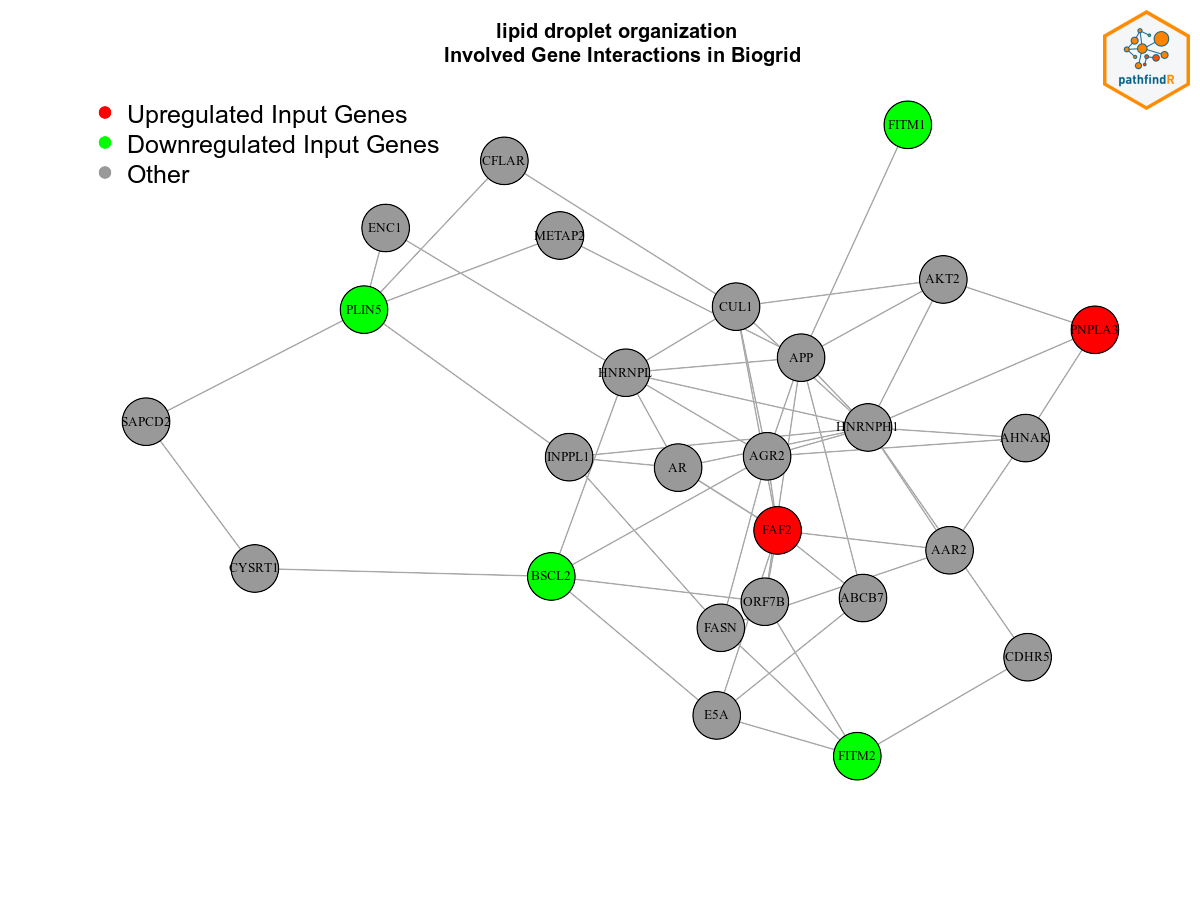 lipid droplet organization
Involved Gene Interactions in Biogrid
pathfindR
Upregulated Input Genes
Downregulated Input Genes
Other
FITM1
CFLAR
ENC1
METAP2
AKT2
CUL1
PLIN5
PNPLA3
APP
HNRNPL
SAPCD2
HNRNPH1
AHNAK
INPPL1
AR
AGR2
FAF2
AAR2
CYSRT1
BSCL2
ORF7B
ABCB7
FASN
CDHR5
E5A
FITM2